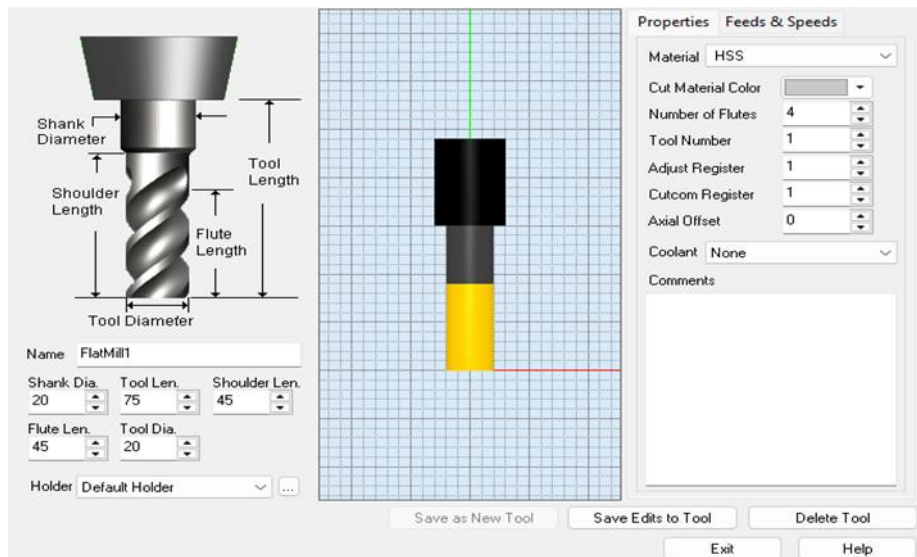 Shank
Diameter
Shoulder
Length
Tool
Length
Flute
Length
Tool Diameter
Name FlatMill1
Shank Dia. Tool Len. Shoulder Len.
20 75 45
Flute Len. Tool Dia.
45 20
Holder Default Holder ...
Properties Feeds & Speeds
Material HSS
Cut Material Color
Number of Flutes 4
Tool Number 1
Adjust Register 1
Cutcom Register 1
Axial Offset 0
Coolant None
Comments
Save as New Tool Save Edits to Tool Delete Tool
Exit Help